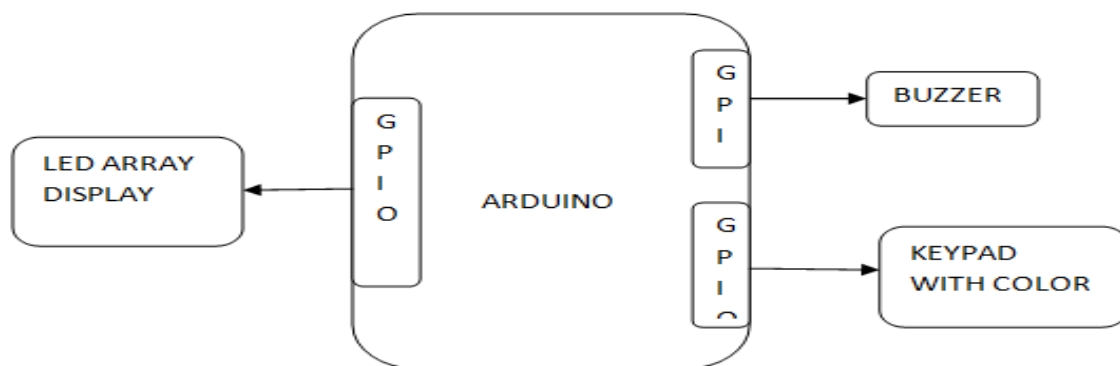 LED ARRAY
DISPLAY
G
P
I
O
ARDUINO
G
P
I
BUZZER
G
P
I
KEYPAD
WITH COLOR